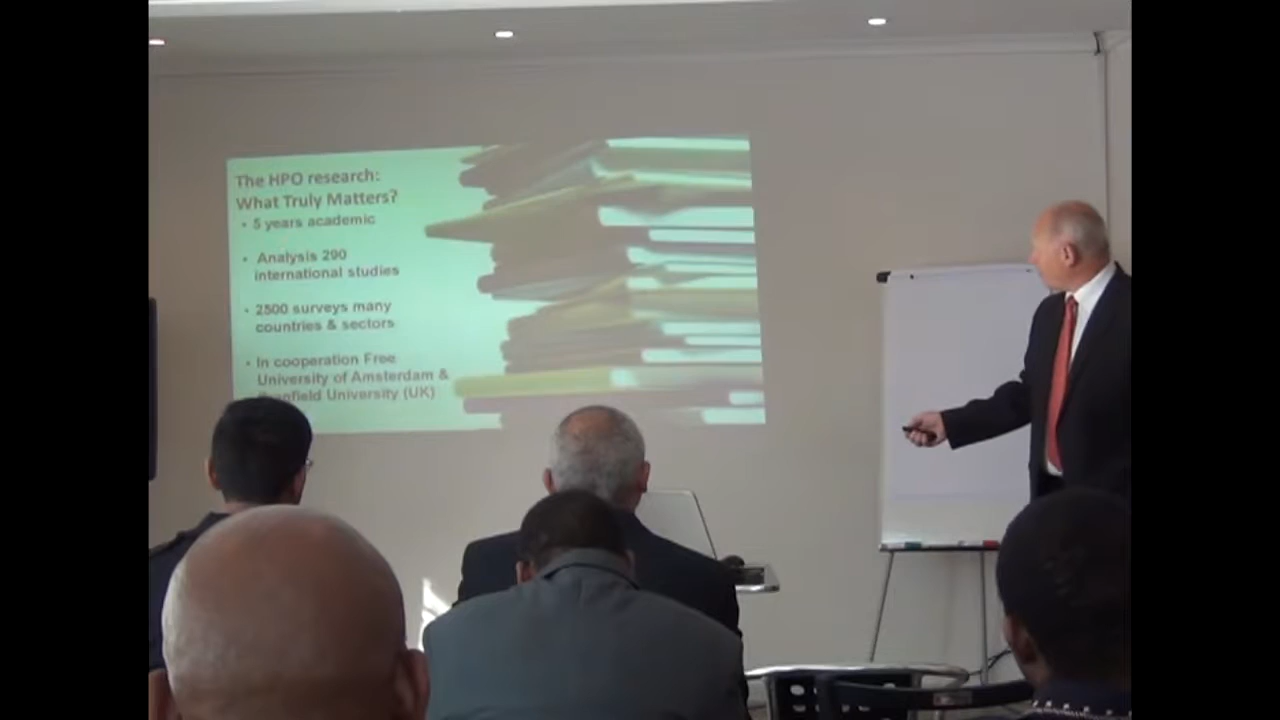 The HPO research:
What Truly Matters?
• 5 years academic
• Analysis 290
international studies
• 2500 surveys many
countries & sectors
• In cooperation Free
University of Amsterdam &
University (UK)